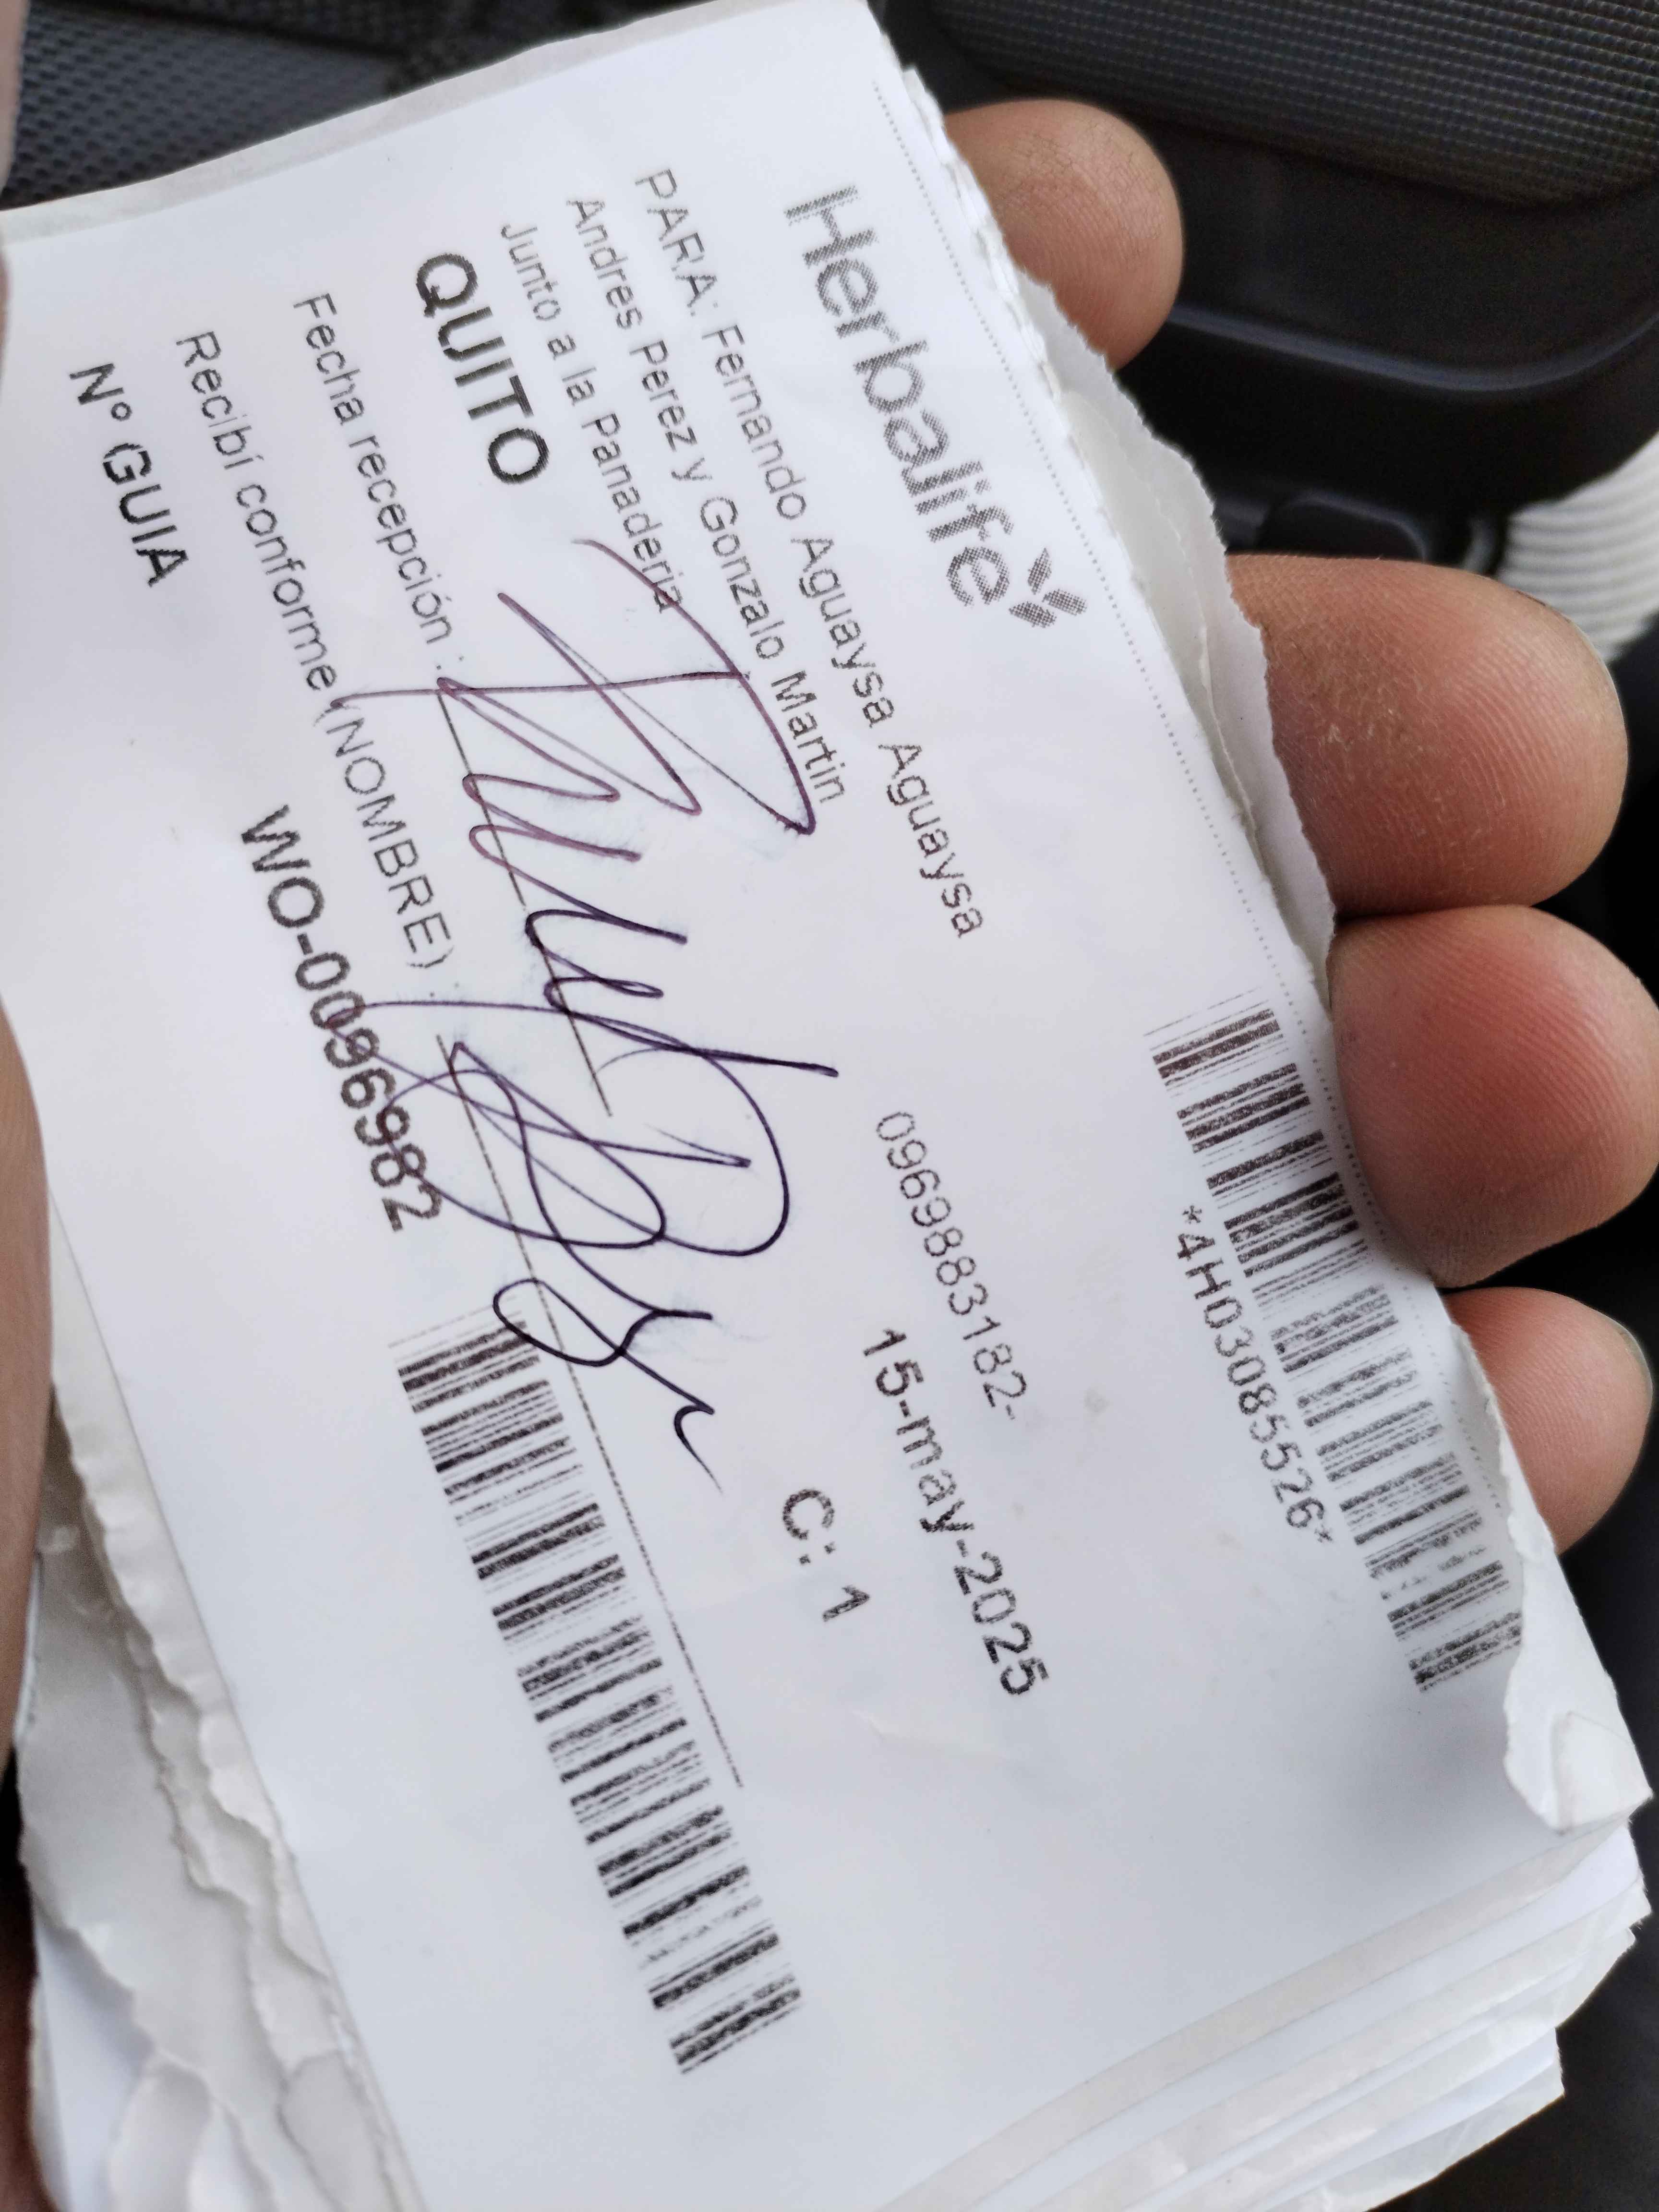 Herbalife
*4H03085526*
PARA: Fernando Aguaysa Aguaysa
Andres Perez y Gonzalo Martin
0969883182-
Junto a la Panaderia
15-may-2025
QUITO
C: 1
Fecha recepción :
Recibí conforme (NOMBRE) :
Nº GUIA
WO-0096982